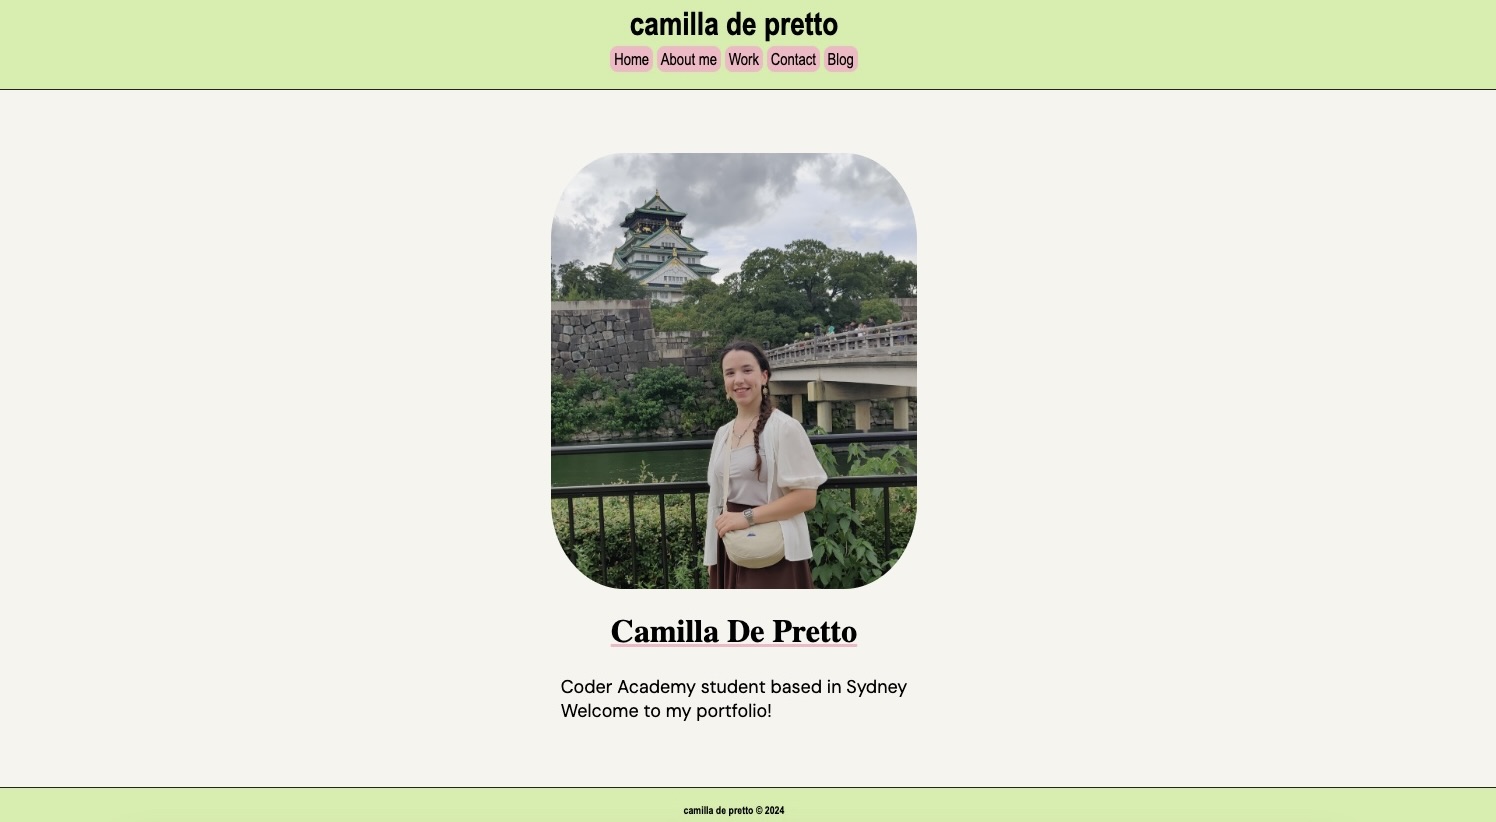 camilla de pretto
Home About me Work Contact Blog
Camilla De Pretto
Coder Academy student based in Sydney
Welcome to my portfolio!
camilla de pretto © 2024